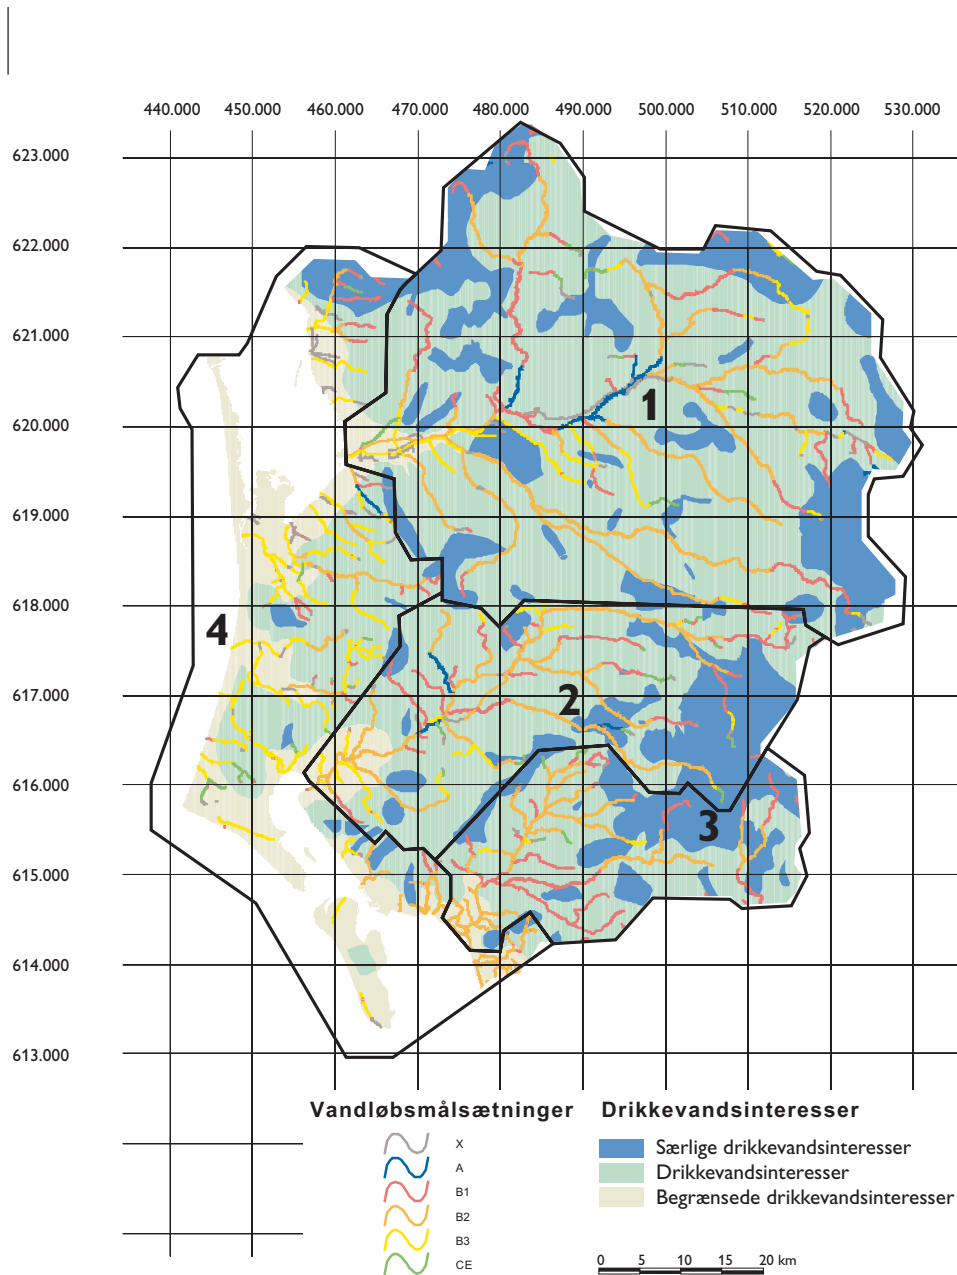 440.000 450.000 460.000 470.000 480.000 490.000 500.000 510.000 520.000 530.000
623.000
622.000
621.000
1
620.000
619.000
618.000
4
617.000
2
616.000
3
615.000
614.000
613.000
Vandløbsmålsætninger
X
A
B1
B2
B3
CE
Drikkevandsinteresser
Særlige drikkevandsinteresser
Drikkevandsinteresser
Begrænsede drikkevandsinteresser
0 5 10 15 20 km